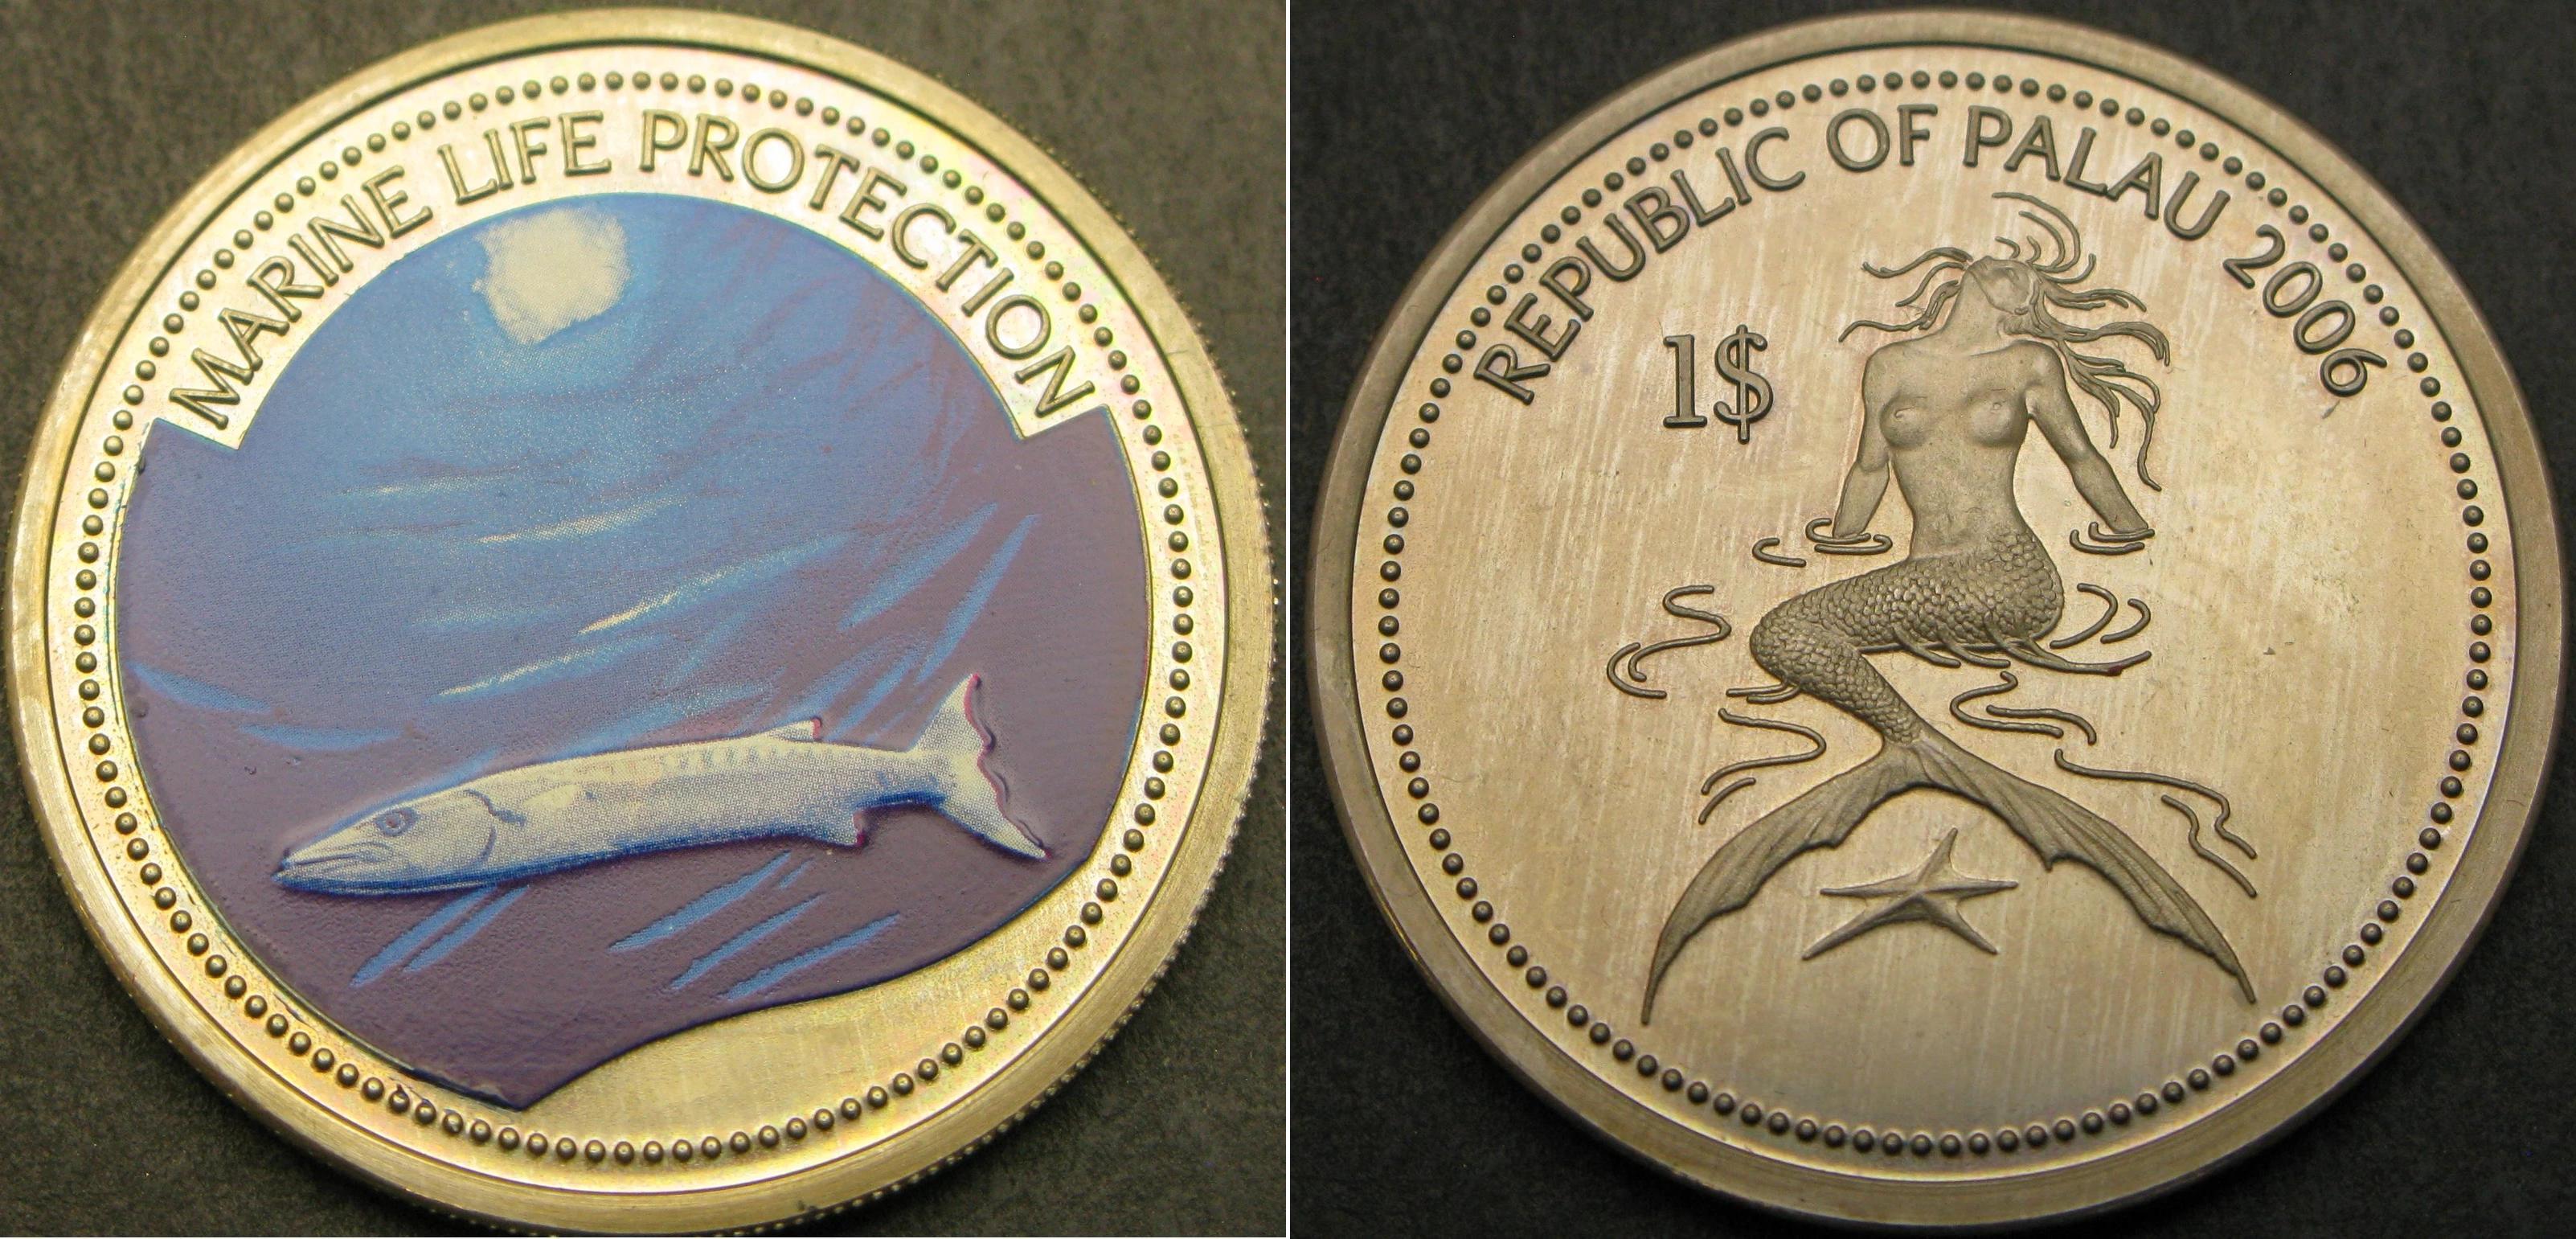 MARINE LIFE PROTECTION
REPUBLIC OF PALAU 2006
1$